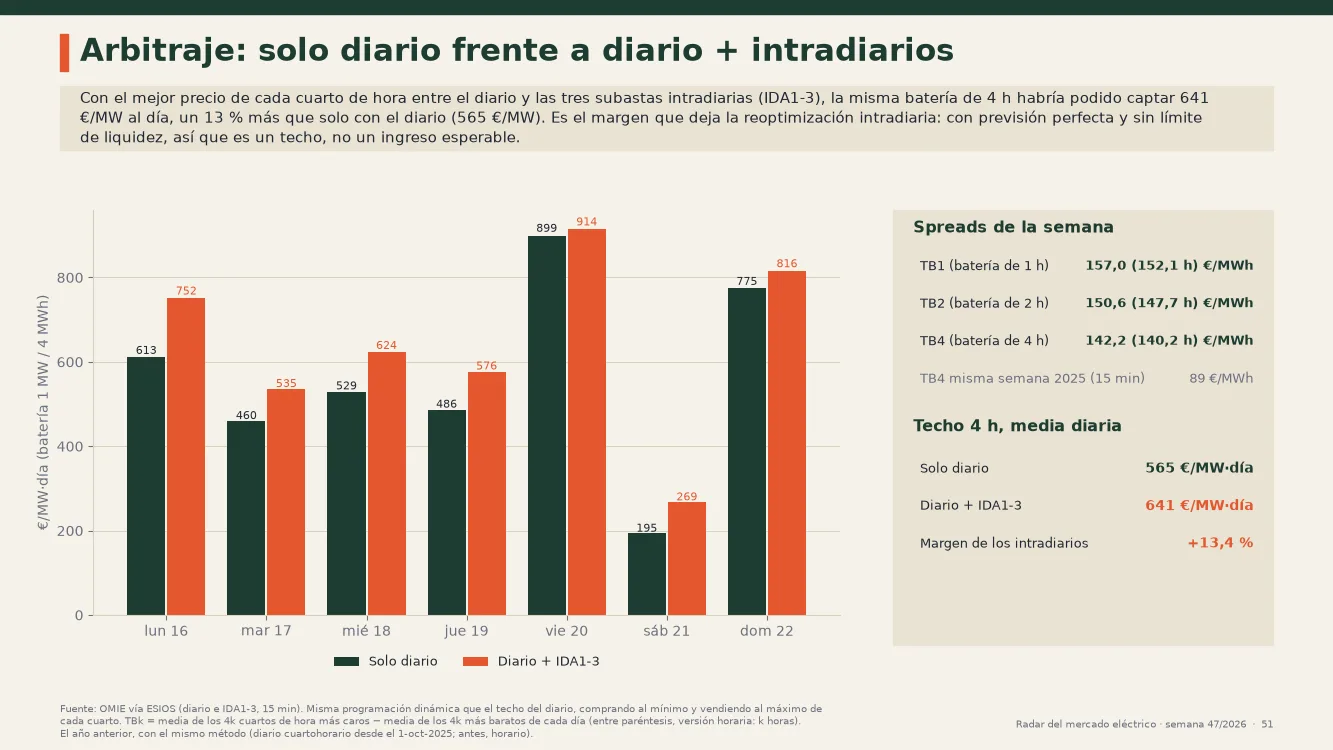 Arbitraje: solo diario frente a diario + intradiarios
Con el mejor precio de cada cuarto de hora entre el diario y las tres subastas intradiarias (IDA1-3), la misma batería de 4 h habría podido captar 641
€/MW al día, un 13 % más que solo con el diario (565 €/MW). Es el margen que deja la reoptimización intradiaria: con previsión perfecta y sin límite
de liquidez, así que es un techo, no un ingreso esperable.
€/MW·día (batería 1 MW / 4 MWh)
800
600
400
200
0
613
752
460
535
529
624
486
576
899
914
195
269
775
816
lun 16
mar 17
mié 18
jue 19
vie 20
sáb 21
dom 22
Solo diario
Diario + IDA1-3
Spreads de la semana
TB1 (batería de 1 h) 157,0 (152,1 h) €/MWh
TB2 (batería de 2 h) 150,6 (147,7 h) €/MWh
TB4 (batería de 4 h) 142,2 (140,2 h) €/MWh
TB4 misma semana 2025 (15 min) 89 €/MWh
Techo 4 h, media diaria
Solo diario 565 €/MW·día
Diario + IDA1-3 641 €/MW·día
Margen de los intradiarios +13,4 %
Fuente: OMIE vía ESIOS (diario e IDA1-3, 15 min). Misma programación dinámica que el techo del diario, comprando al mínimo y vendiendo al máximo de
cada cuarto. TBk = media de los 4k cuartos de hora más caros − media de los 4k más baratos de cada día (entre paréntesis, versión horaria: k horas).
El año anterior, con el mismo método (diario cuartohorario desde el 1-oct-2025; antes, horario).
Radar del mercado eléctrico · semana 47/2026 · 51